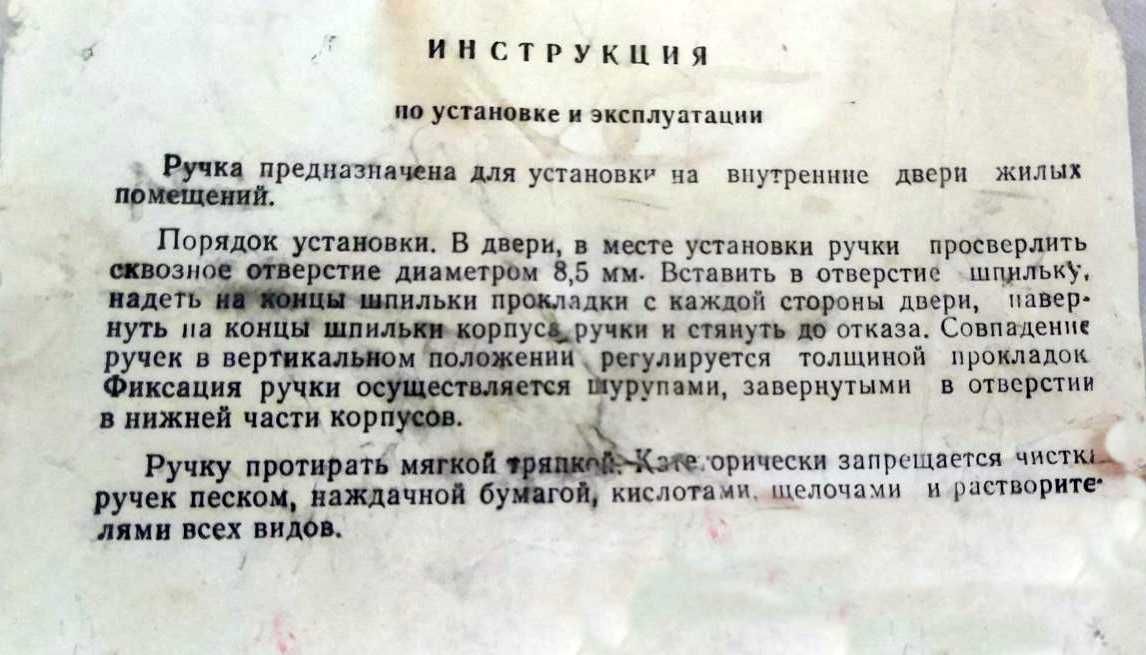 ИНСТРУКЦИЯ
по установке и эксплуатации
Ручка предназначена для установки на внутренние двери жилых
помещений.
Порядок установки. В двери, в месте установки ручки просверлить
сквозное отверстие диаметром 8,5 мм. Вставить в отверстие шпильку,
надеть на концы шпильки прокладки с каждой стороны двери, навер-
нуть на концы шпильки корпуса ручки и стянуть до отказа. Совпадение
ручек в вертикальном положении регулируется толщиной прокладок
Фиксация ручки осуществляется шурупами, завернутыми в отверстии
в нижней части корпусов.
Ручку протирать мягкой тряпкой. Категорически запрещается чистка
ручек песком, наждачной бумагой, кислотами, щелочами и растворите-
лями всех видов.